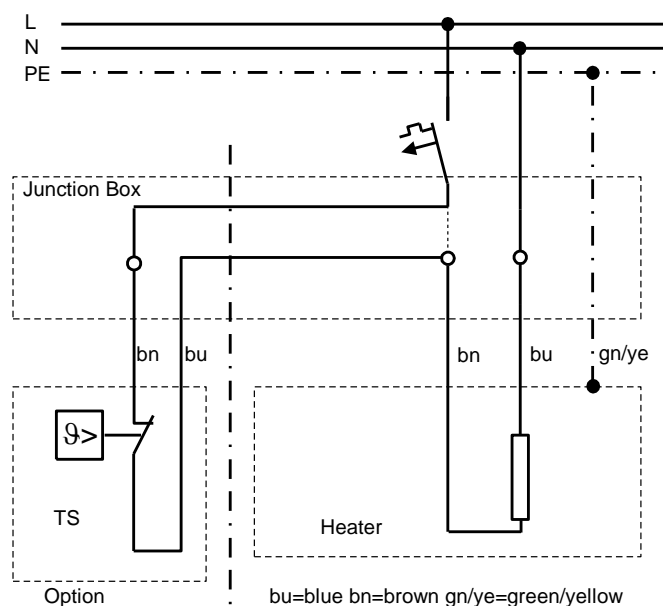 L
N
PE
Junction Box
bn
bu
bn
bu
gn/ye
ϑ>
TS
Heater
Option
bu=blue bn=brown gn/ye=green/yellow